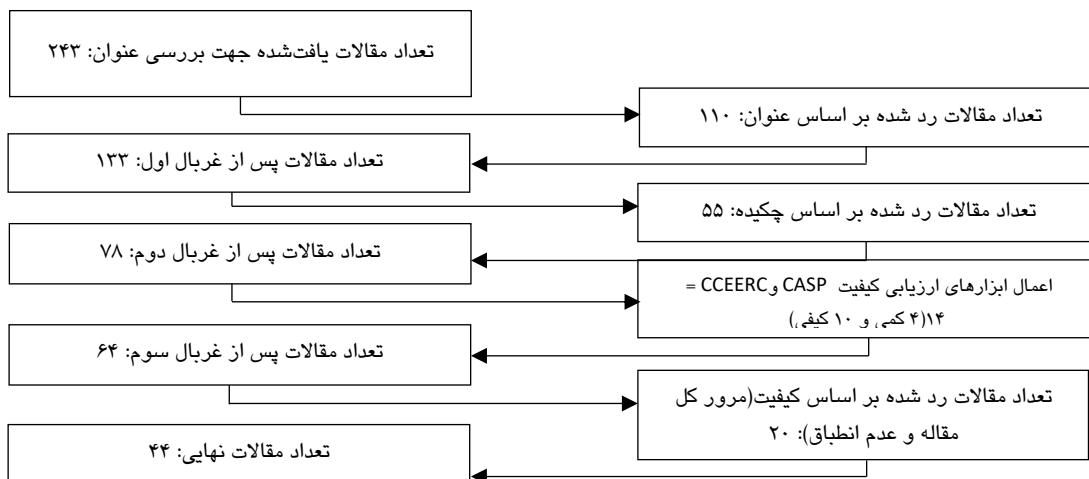 تعداد مقالات یافت‌شده جهت بررسی عنوان: ۲۴۳
تعداد مقالات رد شده بر اساس عنوان: ۱۱۰
تعداد مقالات پس از غربال اول: ۱۳۳
تعداد مقالات رد شده بر اساس چکیده: ۵۵
تعداد مقالات پس از غربال دوم: ۷۸
اعمال ابزارهای ارزیابی کیفیت CASP وCCEERC =
۱۴(۴ کمی و ۱۰ کیفی)
تعداد مقالات پس از غربال سوم: ۶۴
تعداد مقالات رد شده بر اساس کیفیت(مرور کل
مقاله و عدم انطباق): ۲۰
تعداد مقالات نهایی: ۴۴